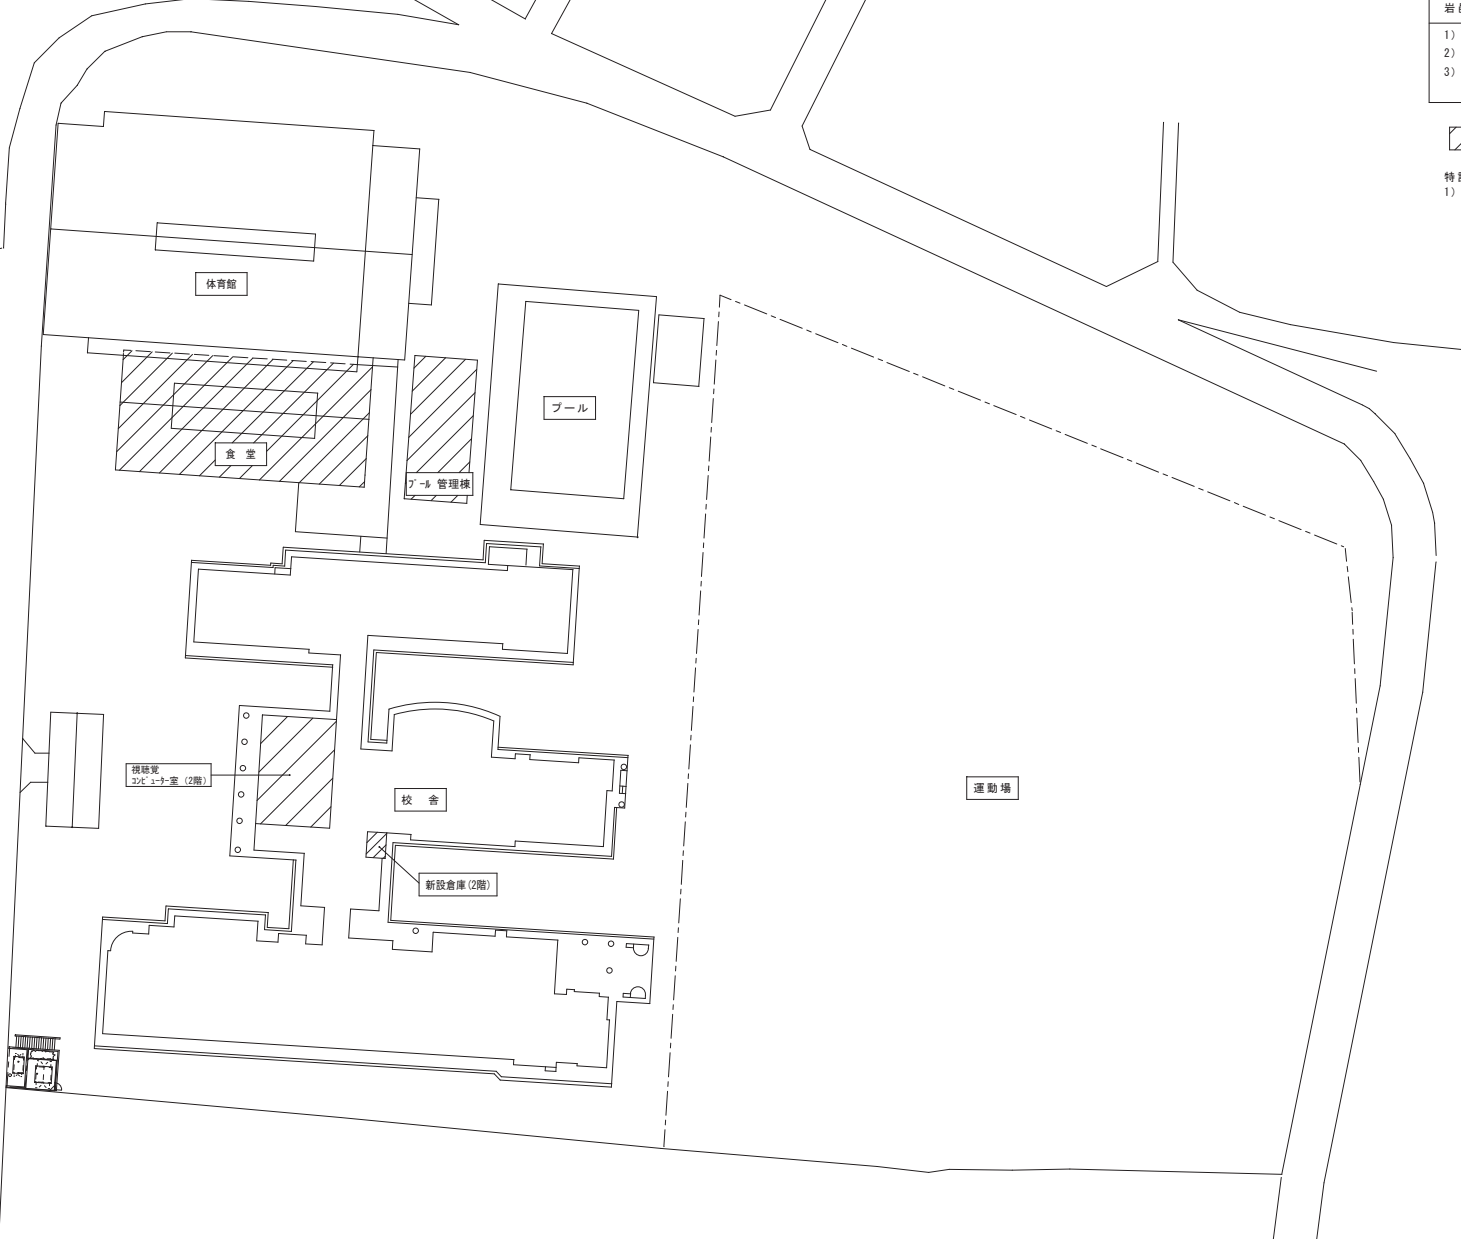 1)
2)
3)
1)
体育館
プール
食　堂
ﾌﾟｰﾙ 管理棟
視聴覚
ｺﾝﾋﾟｭｰﾀｰ室 (2階)
校　舎
運動場
新設倉庫(2階)